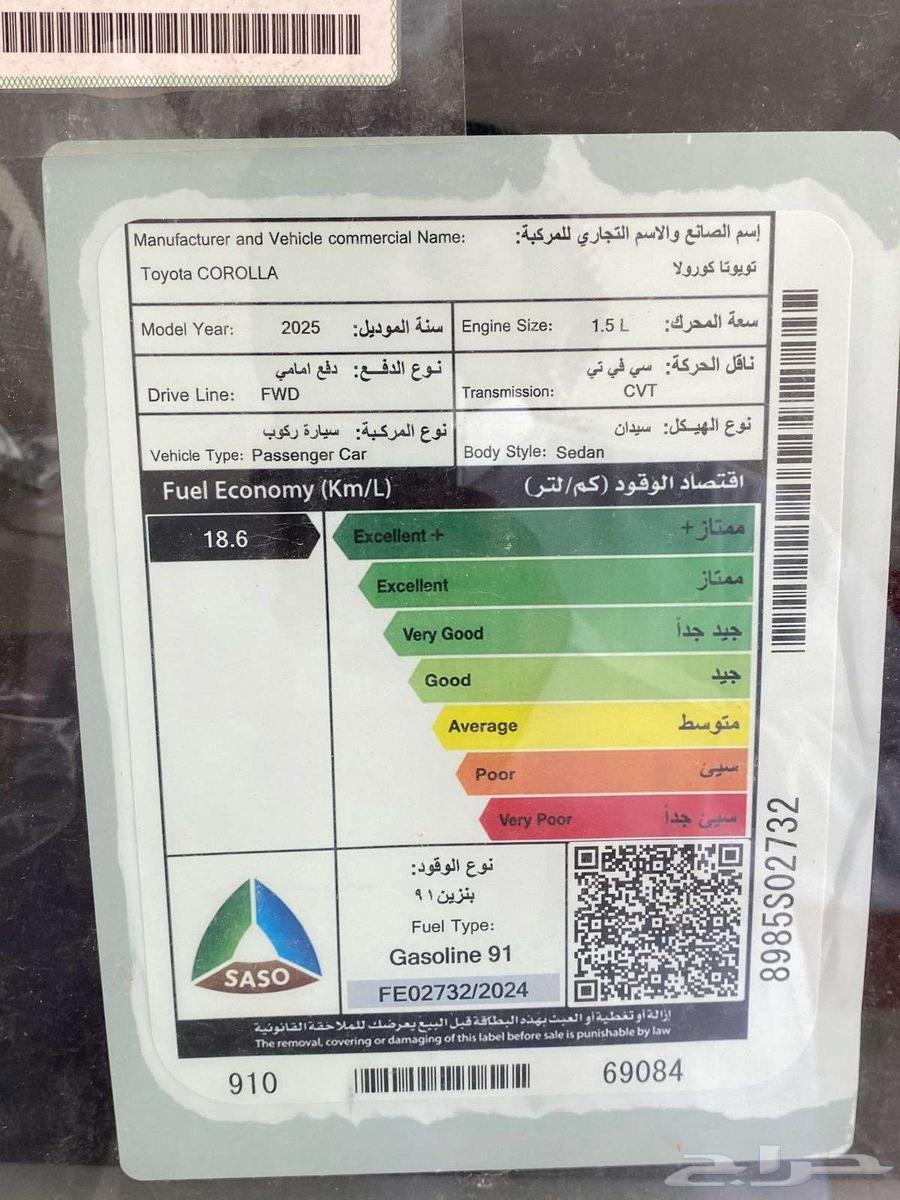 Manufacturer and Vehicle commercial Name: إسم الصانع والاسم التجاري للمركبة:
Toyota COROLLA تويوتا كورولا
Model Year: 2025 سنة الموديل: Engine Size: 1.5 L سعة المحرك:
نوع الدفع: دفع امامي
Drive Line: FWD
ناقل الحركة: سي في تي
Transmission: CVT
نوع المركبة: سيارة ركوب
Vehicle Type: Passenger Car
نوع الهيكل: سيدان
Body Style: Sedan
Fuel Economy (Km/L) اقتصاد الوقود (كم/لتر)
18.6
Excellent + ممتاز +
Excellent ممتاز
Very Good جيد جداً
Good جيد
Average متوسط
Poor سيئ
Very Poor سيئ جداً
SASO
نوع الوقود:
بنزين ٩١
Fuel Type:
Gasoline 91
FE02732/2024
8985S02732
إزالة أو تغطية أو العبث بهذه البطاقة قبل البيع يعرضك للملاحقة القانونية
The removal, covering or damaging of this label before sale is punishable by law
910 69084
حراج